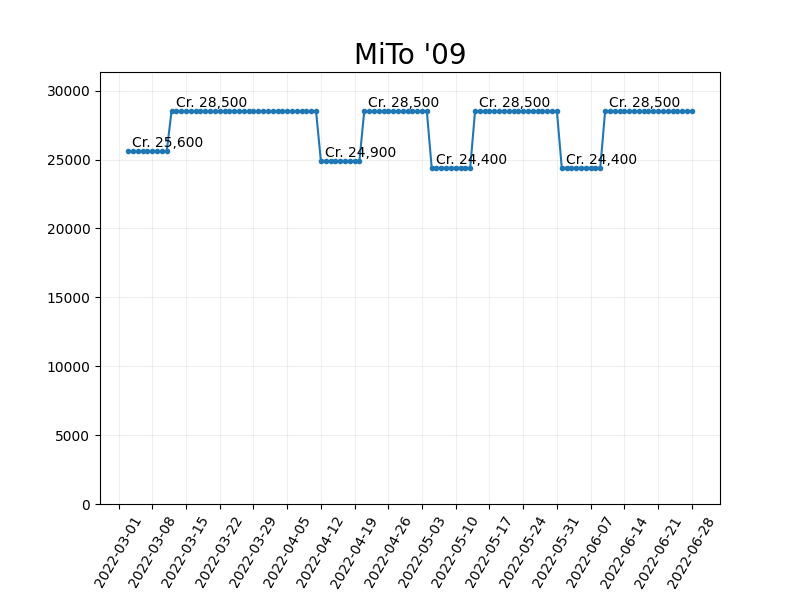 MiTo '09
30000
25000
20000
15000
10000
5000
0
Cr. 25,600
Cr. 28,500
Cr. 24,900
Cr. 28,500
Cr. 24,400
Cr. 28,500
Cr. 24,400
Cr. 28,500
2022-03-01
2022-03-08
2022-03-15
2022-03-22
2022-03-29
2022-04-05
2022-04-12
2022-04-19
2022-04-26
2022-05-03
2022-05-10
2022-05-17
2022-05-24
2022-05-31
2022-06-07
2022-06-14
2022-06-21
2022-06-28